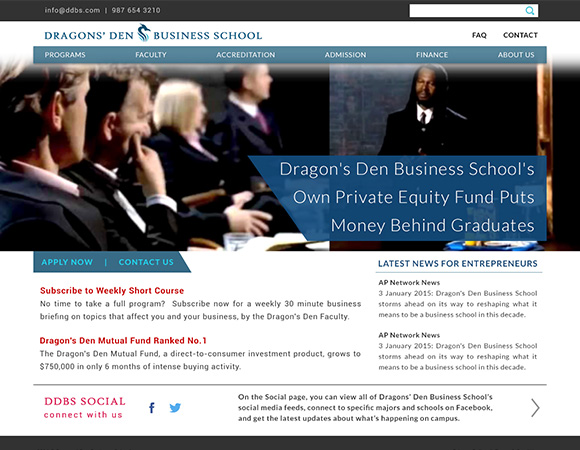 info@ddbs.com | 987 654 3210
DRAGONS' DEN BUSINESS SCHOOL
FAQ CONTACT
PROGRAMS FACULTY ACCREDITATION ADMISSION FINANCE ABOUT US
Dragon's Den Business School's
Own Private Equity Fund Puts
Money Behind Graduates
APPLY NOW | CONTACT US
Subscribe to Weekly Short Course
No time to take a full program? Subscribe now for a weekly 30 minute business
briefing on topics that affect you and your business, by the Dragon's Den Faculty.
Dragon's Den Mutual Fund Ranked No.1
The Dragon's Den Mutual Fund, a direct-to-consumer investment product, grows to
$750,000 in only 6 months of intense buying activity.
LATEST NEWS FOR ENTREPRENEURS
AP Network News
3 January 2015: Dragon's Den Business School
storms ahead on its way to reshaping what it
means to be a business school in this decade.
AP Network News
3 January 2015: Dragon's Den Business School
storms ahead on its way to reshaping what it
means to be a business school in this decade.
DDBS SOCIAL
connect with us
On the Social page, you can view all of Dragons' Den Business School's
social media feeds, connect to specific majors and schools on Facebook,
and get the latest updates about what's happening on campus.